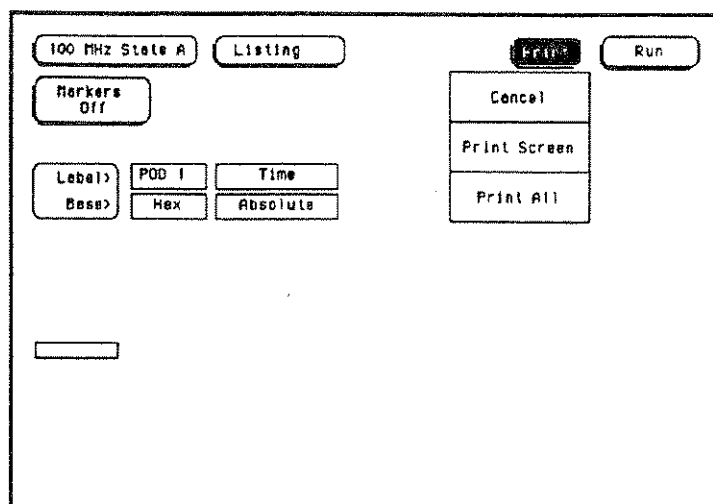 100 MHz State A
Listing
Print
Run
Markers
Off
Cancel
Print Screen
Print All
Label>
POD 1
Time
Base>
Hex
Absolute